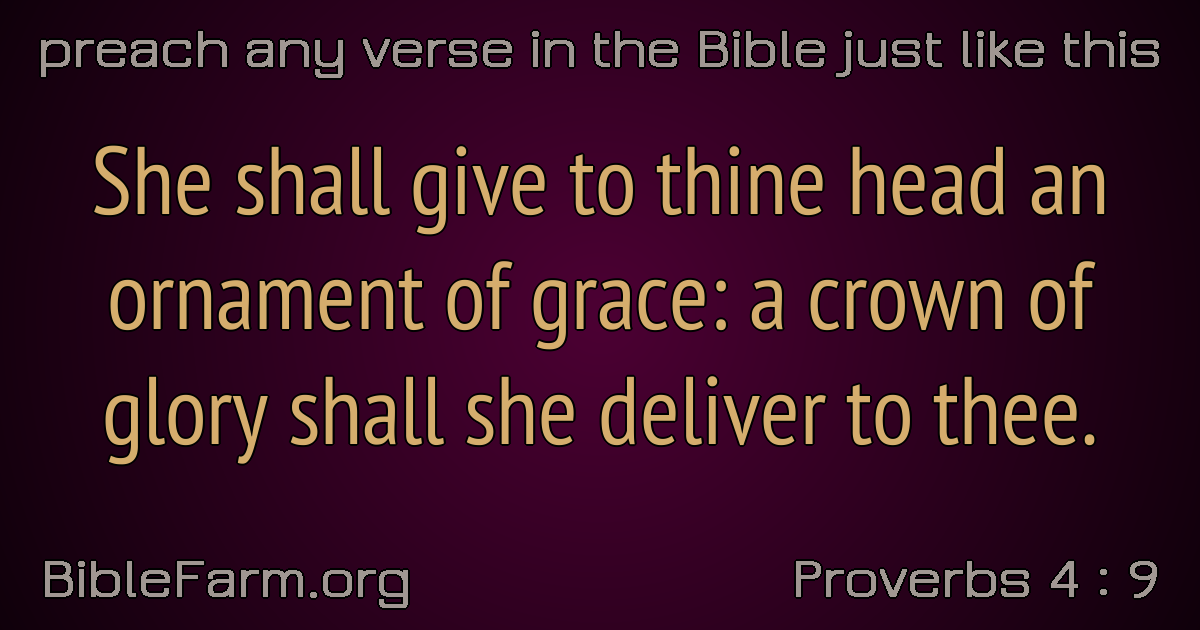 preach any verse in the Bible just like this
She shall give to thine head an
ornament of grace: a crown of
glory shall she deliver to thee.
BibleFarm.org
Proverbs 4 : 9